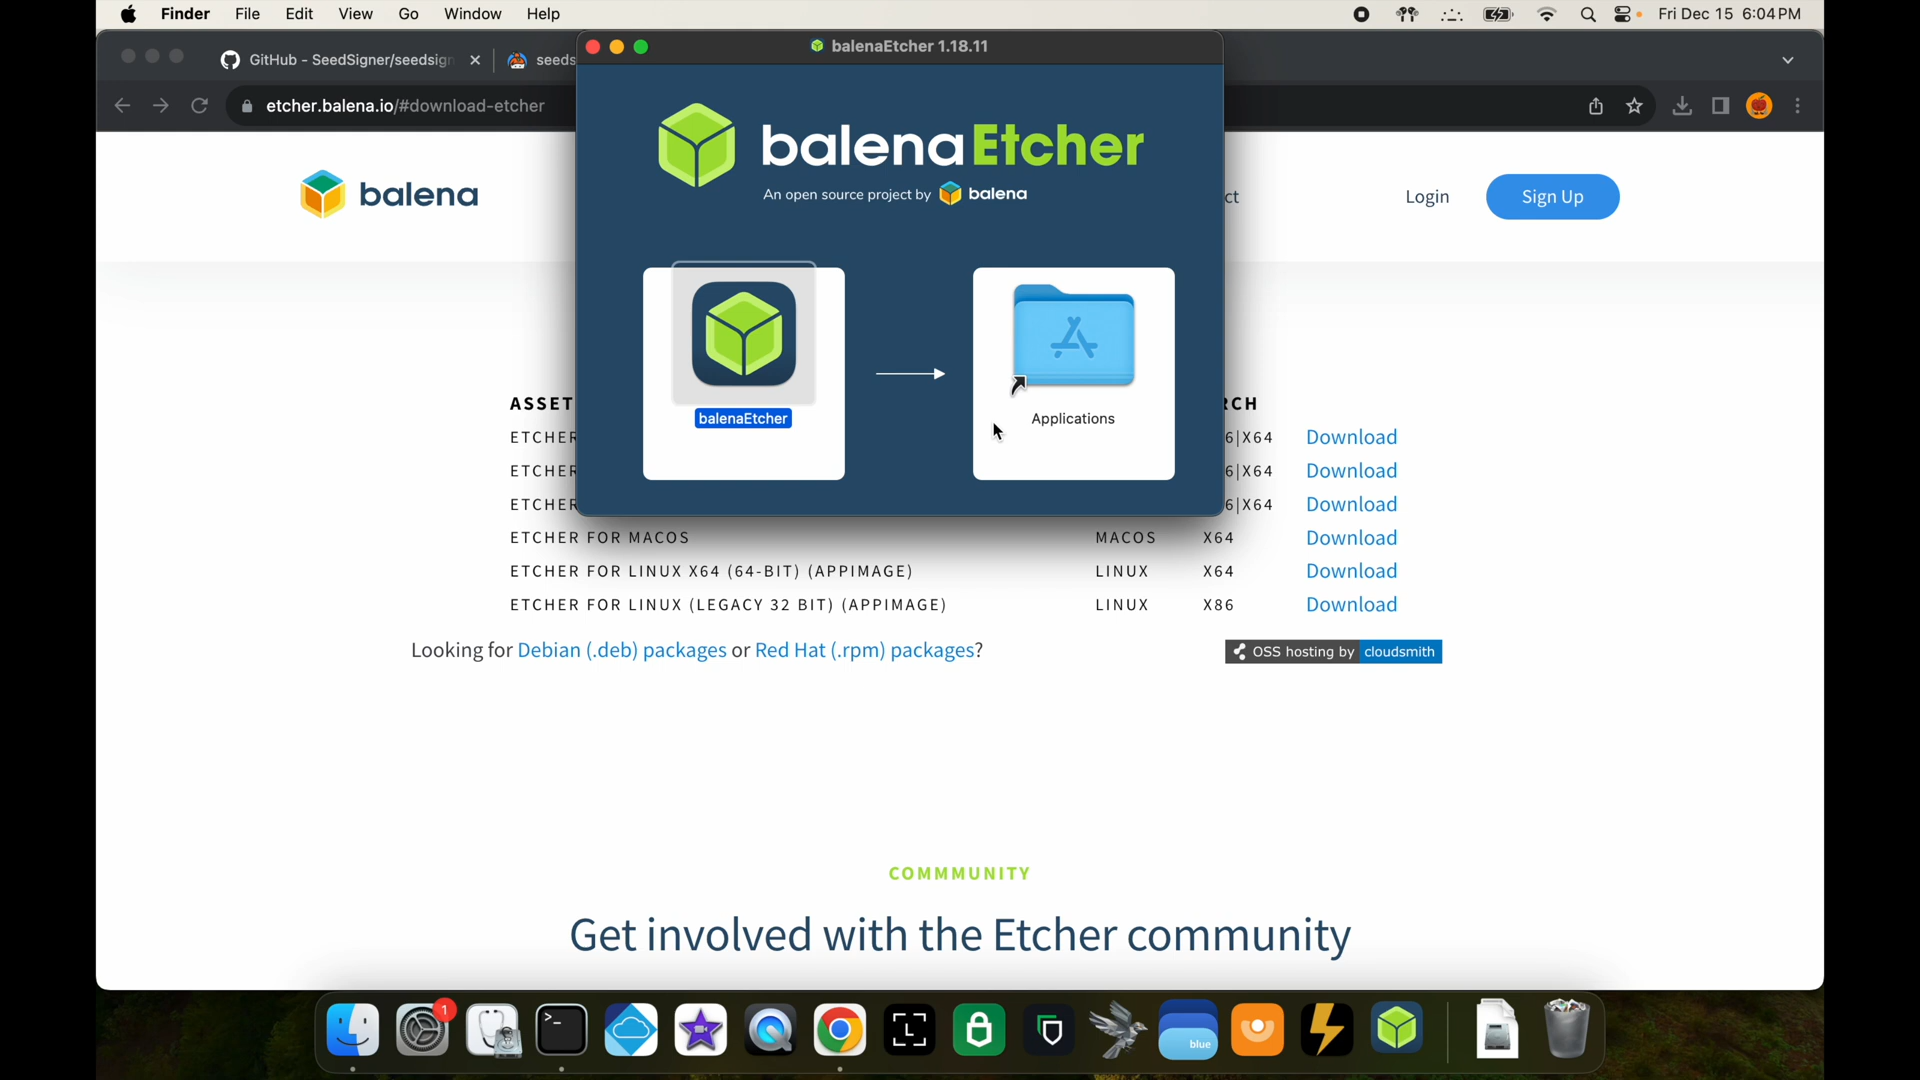 Finder File Edit View Go Window Help Fri Dec 15 6:04 PM
GitHub - SeedSigner/seedsign seeds
balenaEtcher 1.18.11
etcher.balena.io/#download-etcher
balenaEtcher
An open source project by balena
balena ct Login Sign Up
balenaEtcher Applications
ASSET RCH
ETCHER 6|X64 Download
ETCHER 6|X64 Download
ETCHER 6|X64 Download
ETCHER FOR MACOS MACOS X64 Download
ETCHER FOR LINUX X64 (64-BIT) (APPIMAGE) LINUX X64 Download
ETCHER FOR LINUX (LEGACY 32 BIT) (APPIMAGE) LINUX X86 Download
Looking for Debian (.deb) packages or Red Hat (.rpm) packages? OSS hosting by cloudsmith
COMMMUNITY
Get involved with the Etcher community
1
L
blue